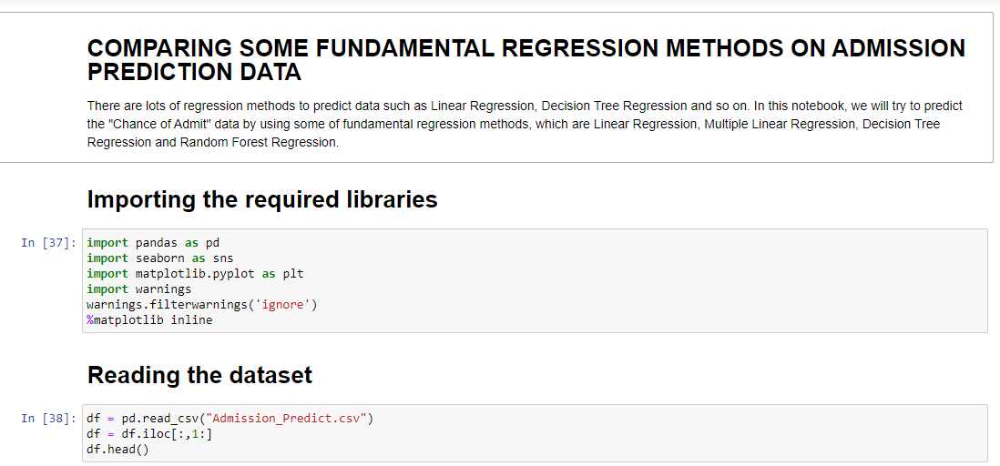 COMPARING SOME FUNDAMENTAL REGRESSION METHODS ON ADMISSION
PREDICTION DATA
There are lots of regression methods to predict data such as Linear Regression, Decision Tree Regression and so on. In this notebook, we will try to predict
the "Chance of Admit" data by using some of fundamental regression methods, which are Linear Regression, Multiple Linear Regression, Decision Tree
Regression and Random Forest Regression.
Importing the required libraries
In [37]: import pandas as pd
import seaborn as sns
import matplotlib.pyplot as plt
import warnings
warnings.filterwarnings('ignore')
%matplotlib inline
Reading the dataset
In [38]: df = pd.read_csv("Admission_Predict.csv")
df = df.iloc[:,1:]
df.head()